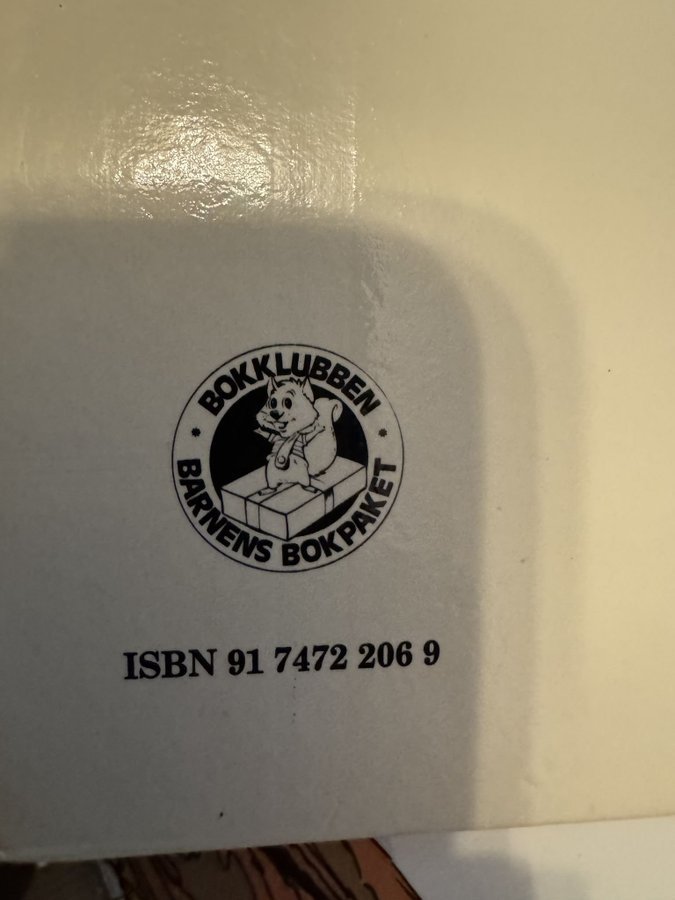 BOKKLUBBEN
BARNENS BOKPAKET
ISBN 91 7472 206 9